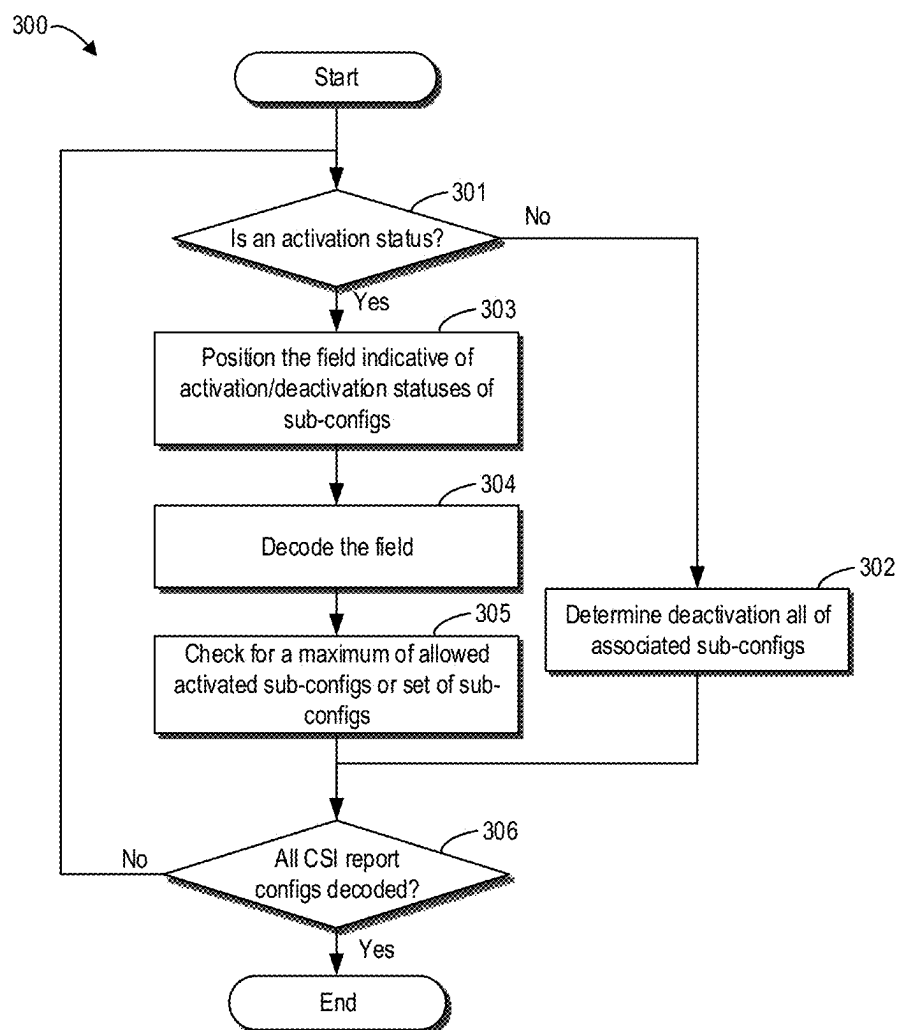 300
Start
301
Is an activation status?
No
Yes
303
Position the field indicative of
activation/deactivation statuses of
sub-configs
304
Decode the field
302
Determine deactivation all of
associated sub-configs
305
Check for a maximum of allowed
activated sub-configs or set of sub-
configs
306
No
All CSI report
configs decoded?
Yes
End